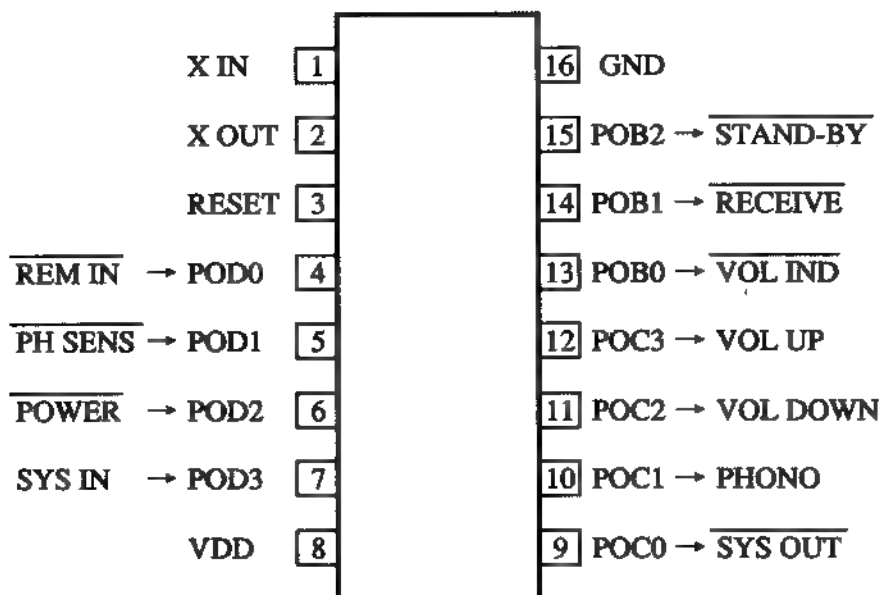 X IN 1 16 GND
X OUT 2 15 POB2 → STAND-BY
RESET 3 14 POB1 → RECEIVE
REM IN → POD0 4 13 POB0 → VOL IND
PH SENS → POD1 5 12 POC3 → VOL UP
POWER → POD2 6 11 POC2 → VOL DOWN
SYS IN → POD3 7 10 POC1 → PHONO
VDD 8 9 POC0 → SYS OUT